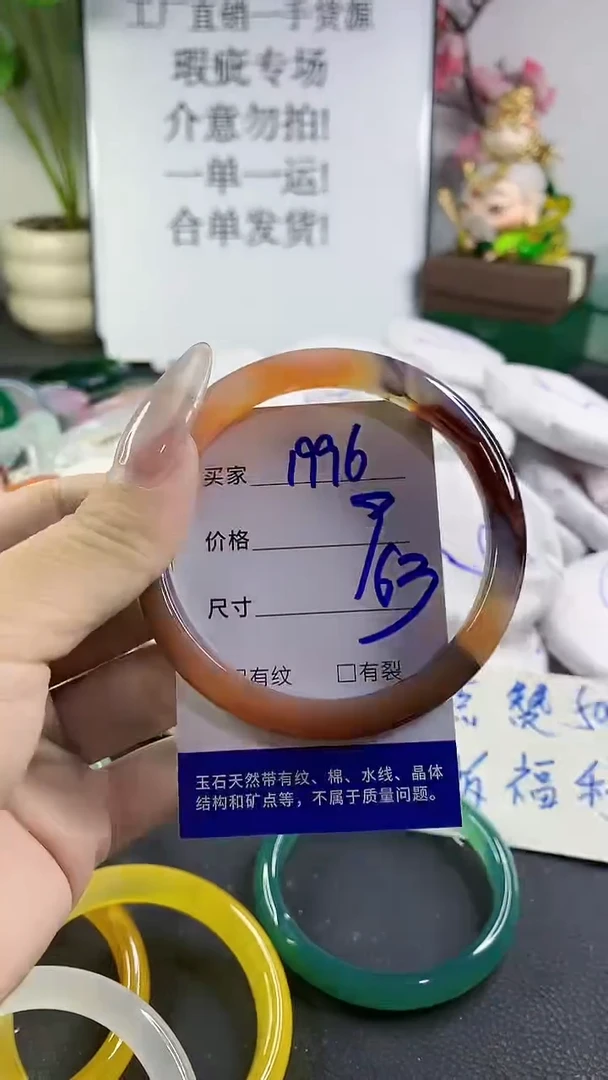 工厂直销一手货源
瑕疵专场
介意勿拍!
一单一运!
合单发货!
买家 1996
价格
尺寸 63
有纹 □有裂
玉石天然带有纹、棉、水线、晶体
结构和矿点等，不属于质量问题。
福利